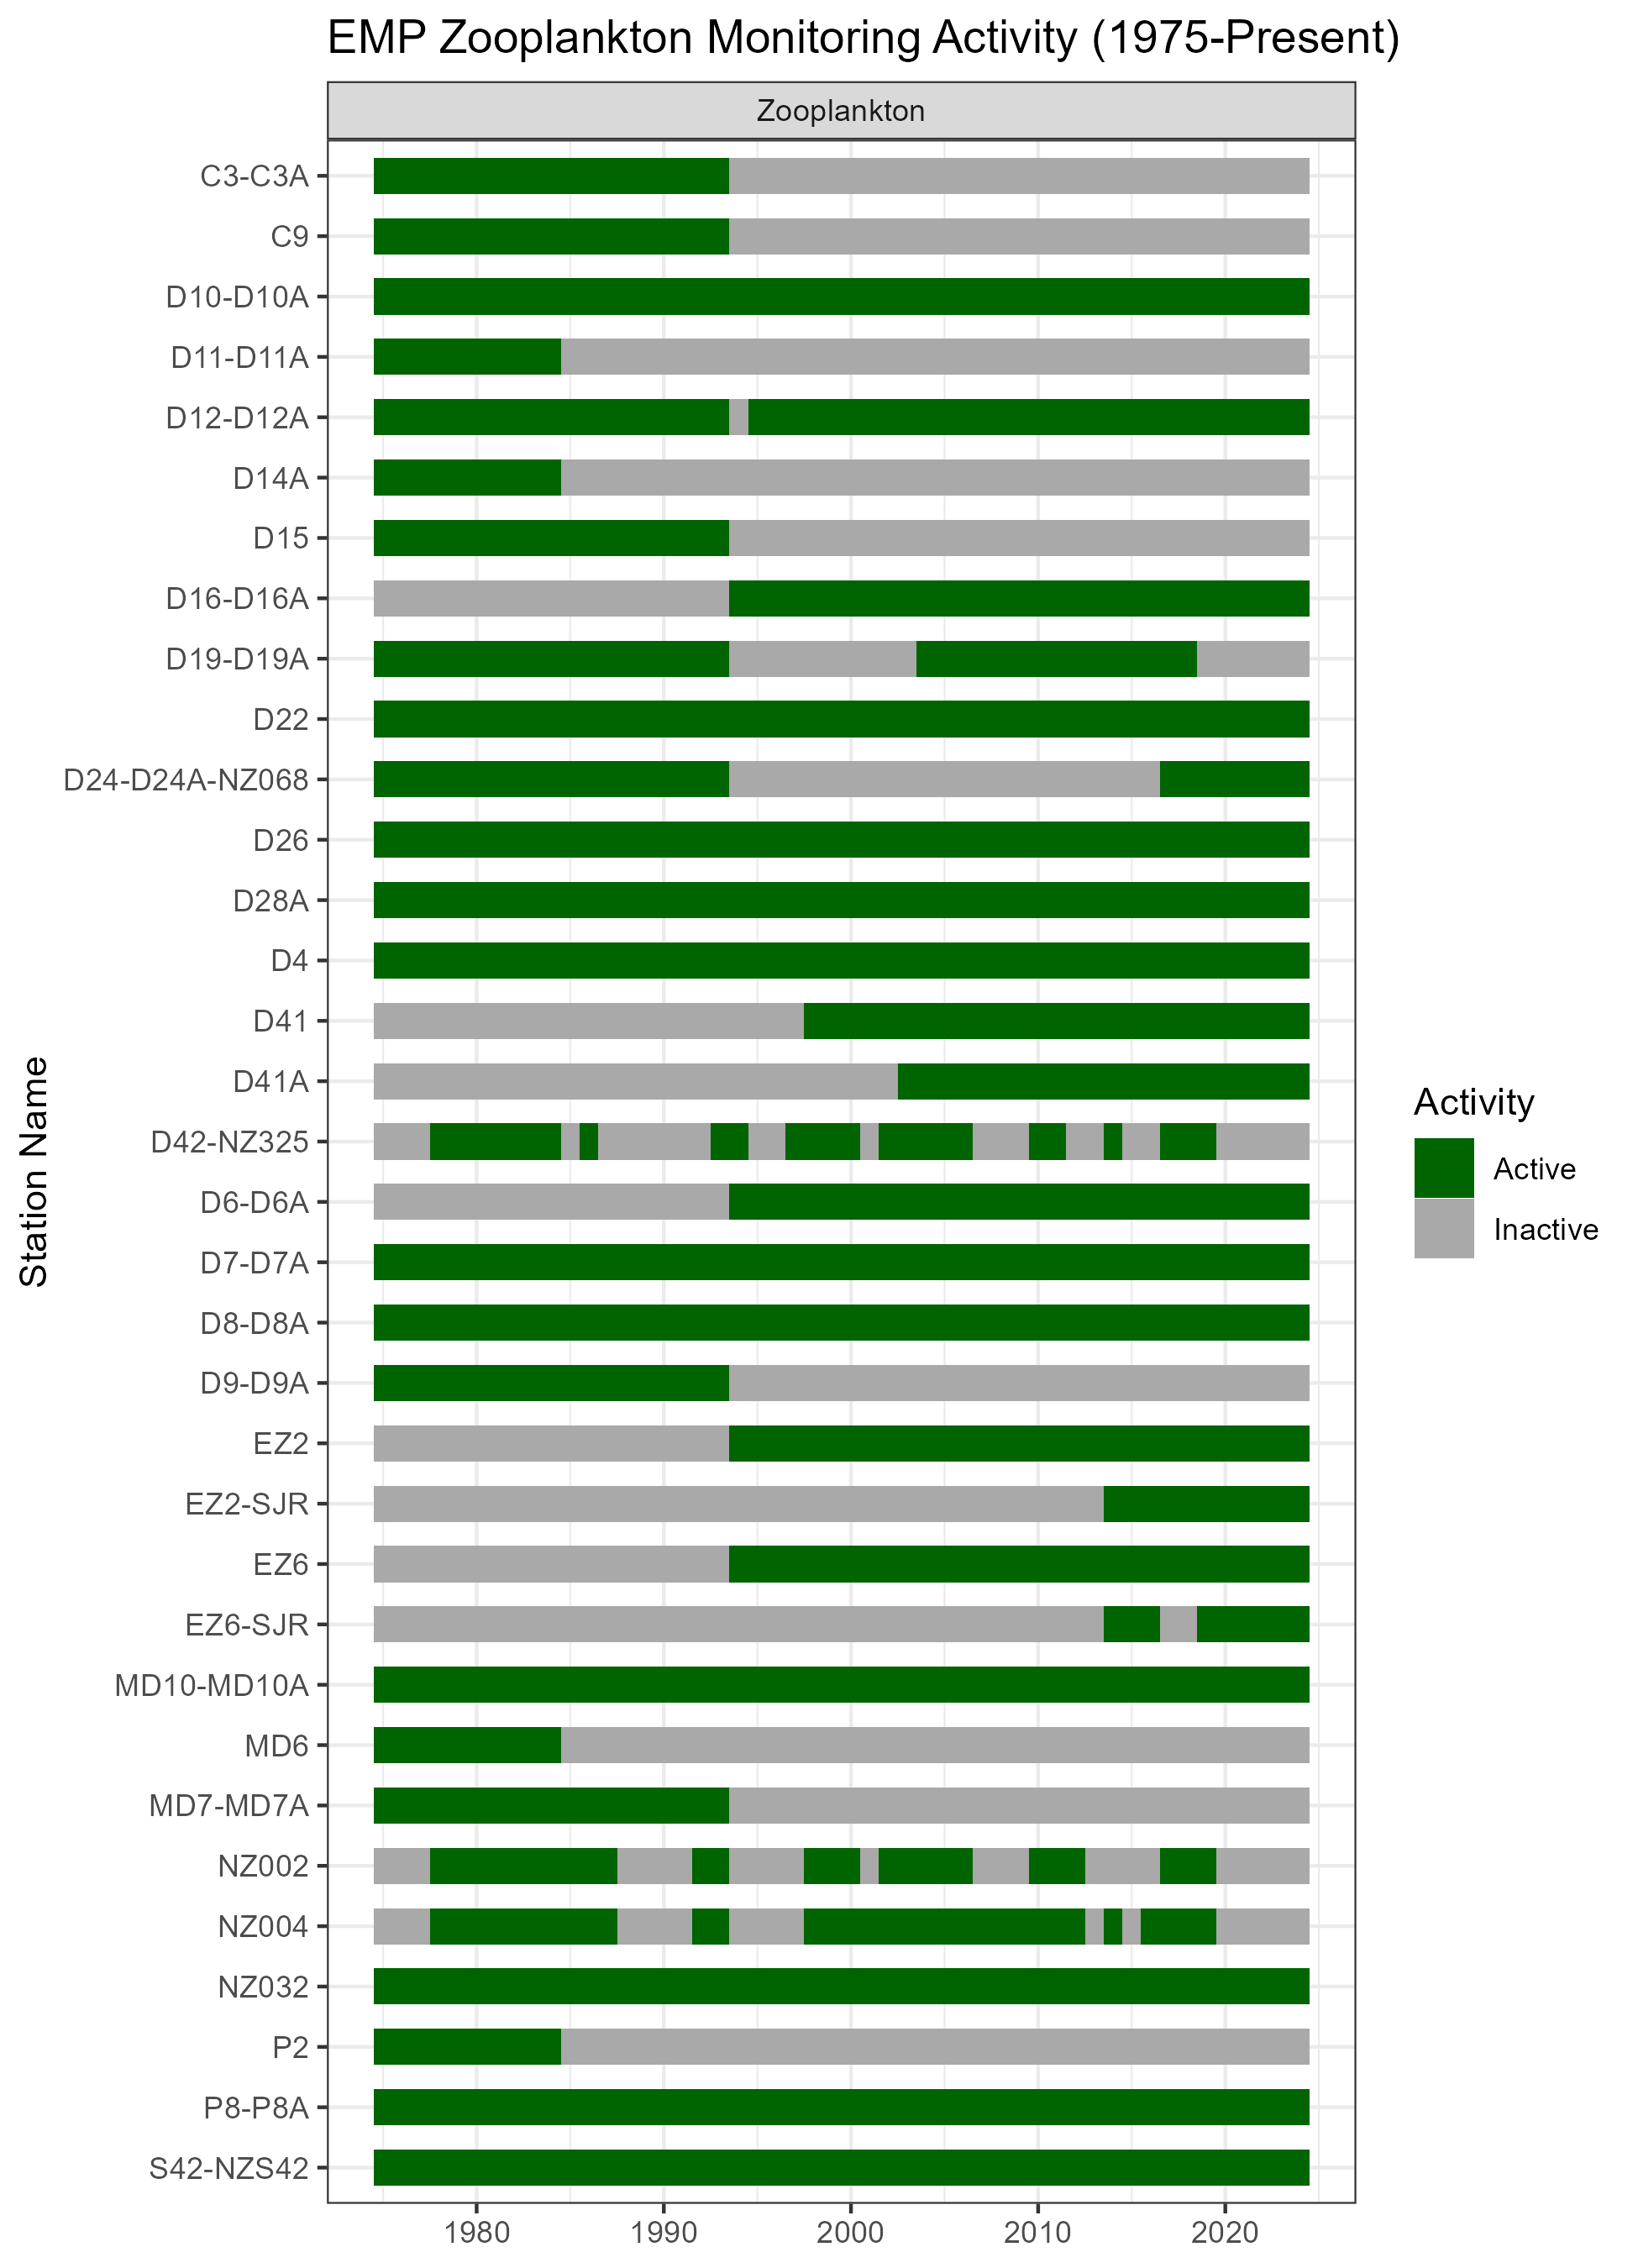 EMP Zooplankton Monitoring Activity (1975-Present)
Zooplankton
C3-C3A
C9
D10-D10A
D11-D11A
D12-D12A
D14A
D15
D16-D16A
D19-D19A
D22
D24-D24A-NZ068
D26
D28A
D4
D41
D41A
D42-NZ325
D6-D6A
D7-D7A
D8-D8A
D9-D9A
EZ2
EZ2-SJR
EZ6
EZ6-SJR
MD10-MD10A
MD6
MD7-MD7A
NZ002
NZ004
NZ032
P2
P8-P8A
S42-NZS42
Station Name
1980 1990 2000 2010 2020
Activity
Active
Inactive